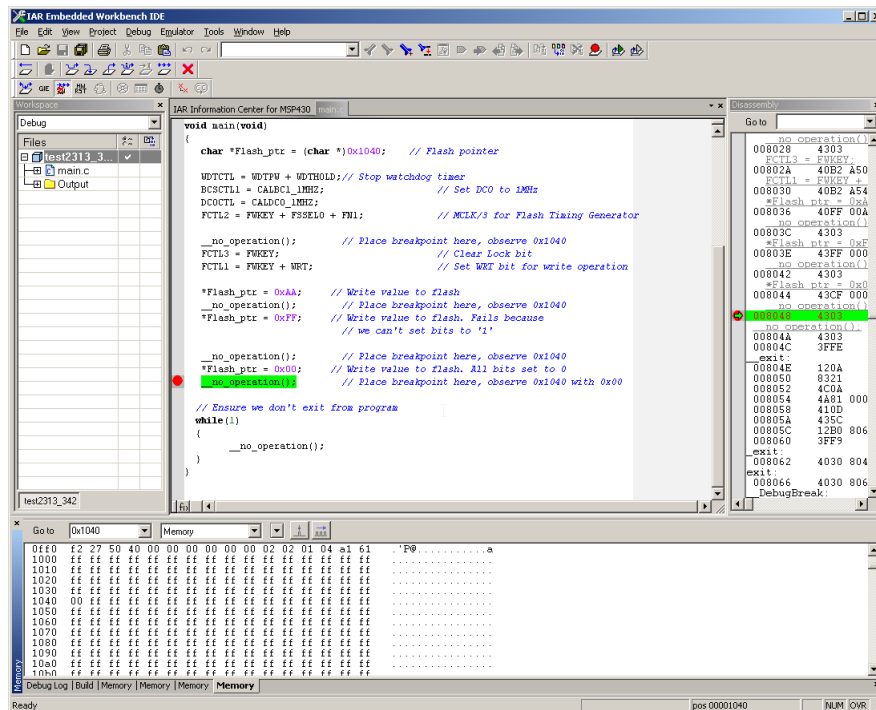 IAR Embedded Workbench IDE
File Edit View Project Debug Emulator Tools Window Help
GIE
Workspace
Debug
Files
test2313_3...
main.c
Output
test2313_342
IAR Information Center for MSP430 main.c
void main(void)
{
char *Flash_ptr = (char *)0x1040; // Flash pointer
WDTCTL = WDTPW + WDTHOLD;// Stop watchdog timer
BCSCTL1 = CALBC1_1MHZ; // Set DCO to 1MHz
DCOCTL = CALDCO_1MHZ;
FCTL2 = FWKEY + FSSEL0 + FN1; // MCLK/3 for Flash Timing Generator
__no_operation(); // Place breakpoint here, observe 0x1040
FCTL3 = FWKEY; // Clear Lock bit
FCTL1 = FWKEY + WRT; // Set WRT bit for write operation
*Flash_ptr = 0xAA; // Write value to flash
__no_operation(); // Place breakpoint here, observe 0x1040
*Flash_ptr = 0xFF; // Write value to flash. Fails because
// we can't set bits to '1'
__no_operation(); // Place breakpoint here, observe 0x1040
*Flash_ptr = 0x00; // Write value to flash. All bits set to 0
__no_operation(); // Place breakpoint here, observe 0x1040 with 0x00
// Ensure we don't exit from program
while(1)
{
__no_operation();
}
}
Disassembly
Go to
__no_operation()
008028 4303
FCTL3 = FWKEY;
00802A 40B2 A50
FCTL1 = FWKEY +
008030 40B2 A54
*Flash_ptr = 0xA
008036 40FF 00A
__no_operation()
00803C 4303
*Flash_ptr = 0xF
00803E 43FF 000
__no_operation()
008042 4303
*Flash_ptr = 0x0
008044 43CF 000
__no_operation()
008048 4303
__no_operation();
00804A 4303
00804C 3FFE
_exit:
00804E 120A
008050 8321
008052 4C0A
008054 4A81 000
008058 410D
00805A 435C
00805C 12B0 806
008060 3FF9
__exit:
008062 4030 804
exit:
008066 4030 806
__DebugBreak:
Go to 0x1040 Memory
0ff0 f2 27 50 40 00 00 00 00 00 00 02 02 01 04 a1 61 .'P@...........a
1000 ff ff ff ff ff ff ff ff ff ff ff ff ff ff ff ff ................
1010 ff ff ff ff ff ff ff ff ff ff ff ff ff ff ff ff ................
1020 ff ff ff ff ff ff ff ff ff ff ff ff ff ff ff ff ................
1030 ff ff ff ff ff ff ff ff ff ff ff ff ff ff ff ff ................
1040 00 ff ff ff ff ff ff ff ff ff ff ff ff ff ff ff ................
1050 ff ff ff ff ff ff ff ff ff ff ff ff ff ff ff ff ................
1060 ff ff ff ff ff ff ff ff ff ff ff ff ff ff ff ff ................
1070 ff ff ff ff ff ff ff ff ff ff ff ff ff ff ff ff ................
1080 ff ff ff ff ff ff ff ff ff ff ff ff ff ff ff ff ................
1090 ff ff ff ff ff ff ff ff ff ff ff ff ff ff ff ff ................
10a0 ff ff ff ff ff ff ff ff ff ff ff ff ff ff ff ff ................
10b0 ff ff ff ff ff ff ff ff ff ff ff ff ff ff ff ff
Memory
Debug Log Build Memory Memory Memory Memory
Ready pos 00001040 NUM OVR